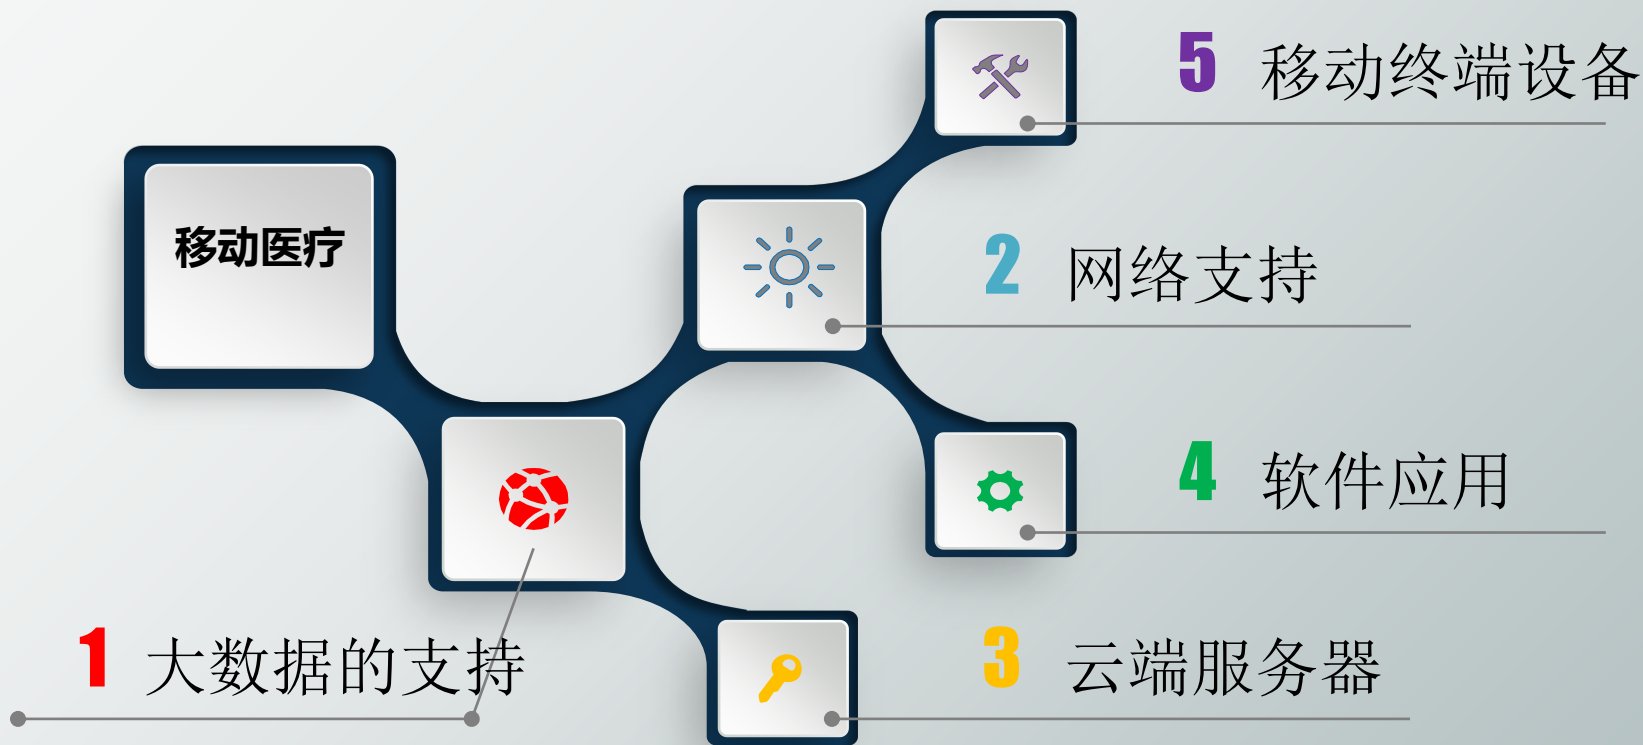 5 移动终端设备
移动医疗
2 网络支持
4 软件应用
1 大数据的支持
3 云端服务器